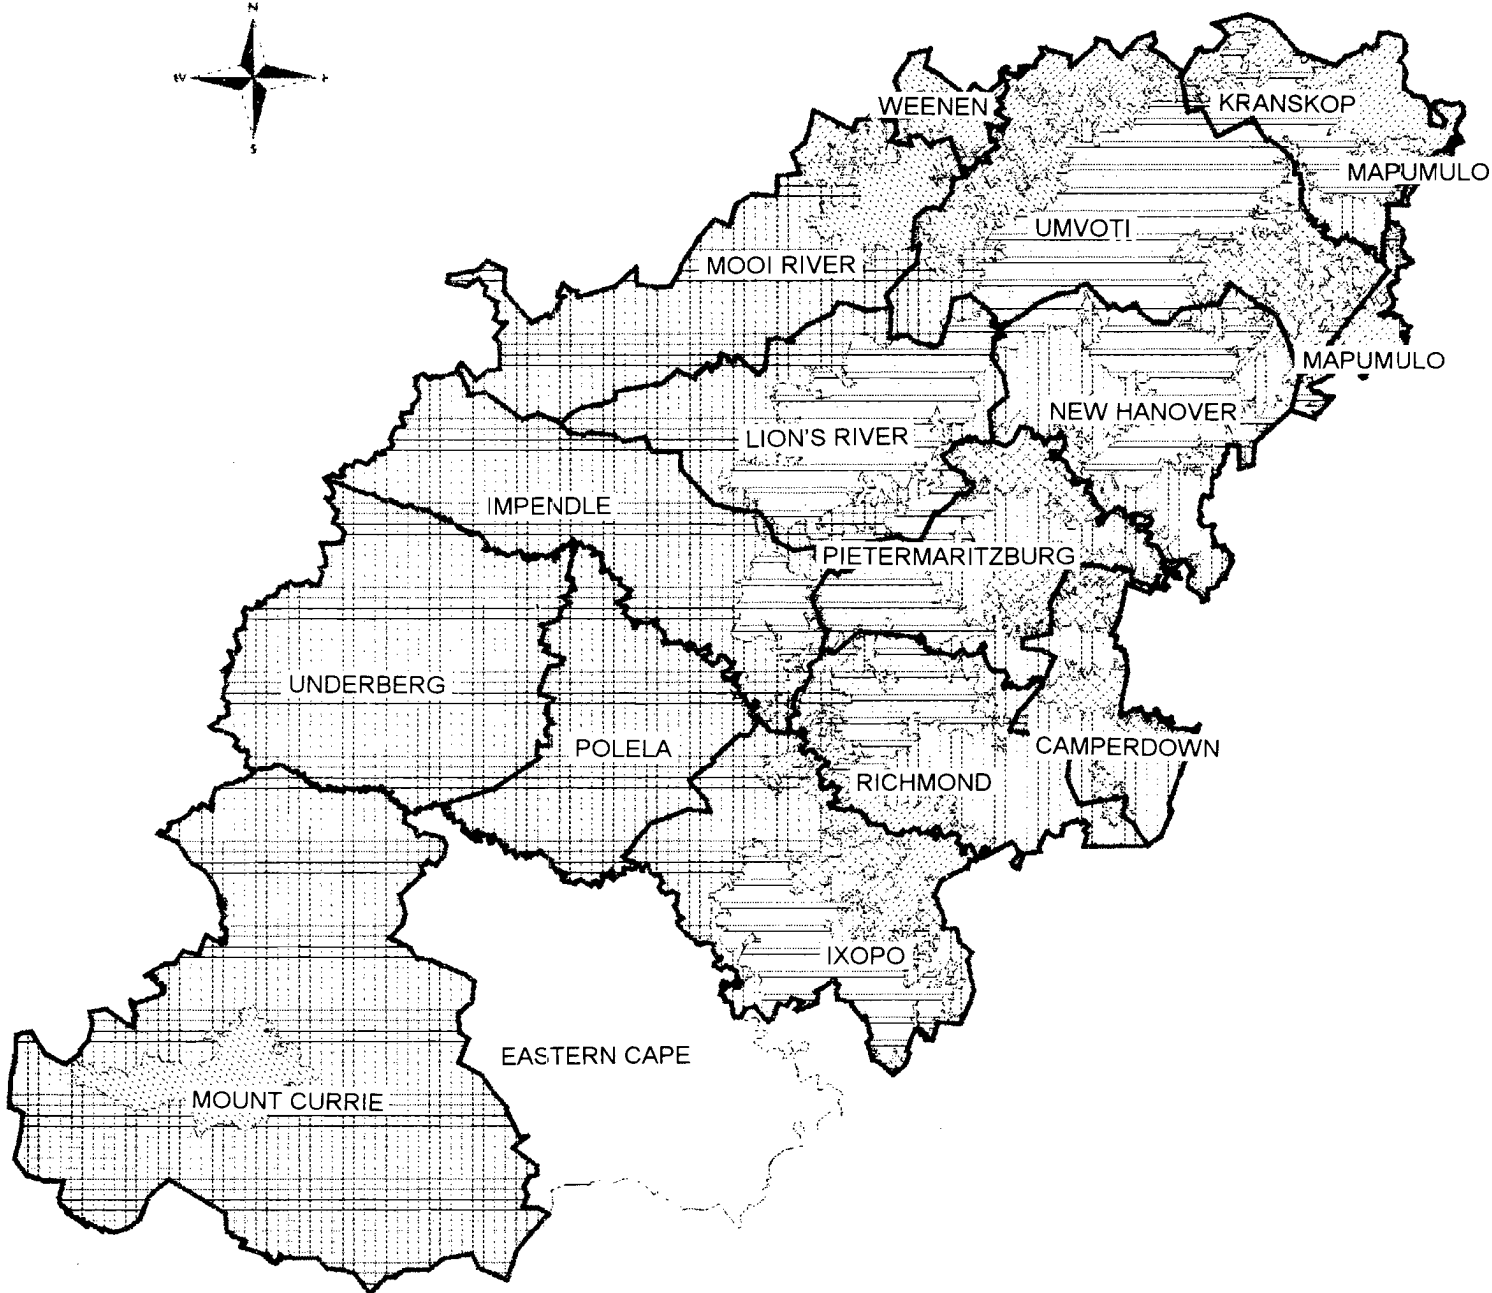 N
W E
S
WEENEN
KRANSKOP
MAPUMULO
UMVOTI
MOOI RIVER
MAPUMULO
NEW HANOVER
LION'S RIVER
IMPENDLE
PIETERMARITZBURG
UNDERBERG
POLELA
CAMPERDOWN
RICHMOND
IXOPO
EASTERN CAPE
MOUNT CURRIE